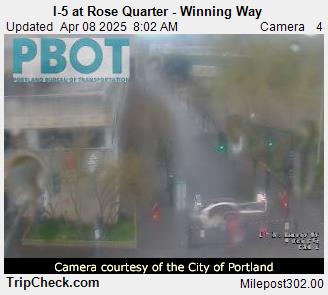 I-5 at Rose Quarter - Winning Way
Updated Apr 08 2025 8:02 AM Camera 4
PBOT
PORTLAND BUREAU OF TRANSPORTATION
Camera courtesy of the City of Portland
TripCheck.com Milepost302.00